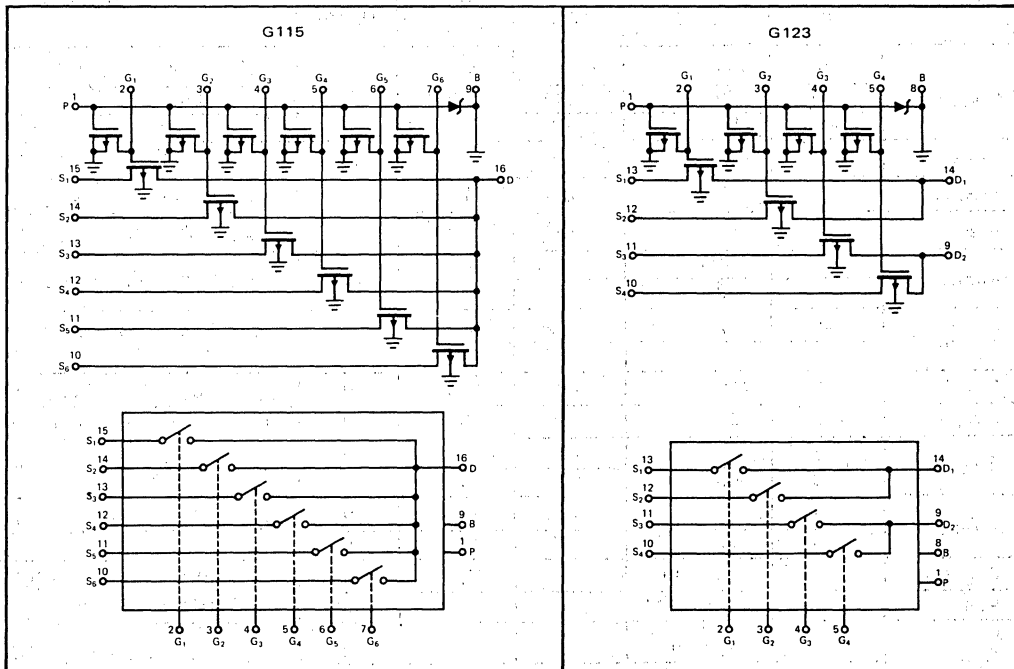 G115
G1 G2 G3 G4 G5 G6 B
2 3 4 5 6 7 9
1
P
15
S1
16
D
14
S2
13
S3
12
S4
11
S5
10
S6
15
S1
14
S2
16
D
13
S3
12
S4
9
B
11
S5
1
P
10
S6
2 3 4 5 6 7
G1 G2 G3 G4 G5 G6
G123
G1 G2 G3 G4 B
2 3 4 5 8
1
P
13
S1
14
D1
12
S2
11
S3
9
D2
10
S4
13
S1
14
D1
12
S2
11
S3
9
D2
10
S4
8
B
1
P
2 3 4 5
G1 G2 G3 G4